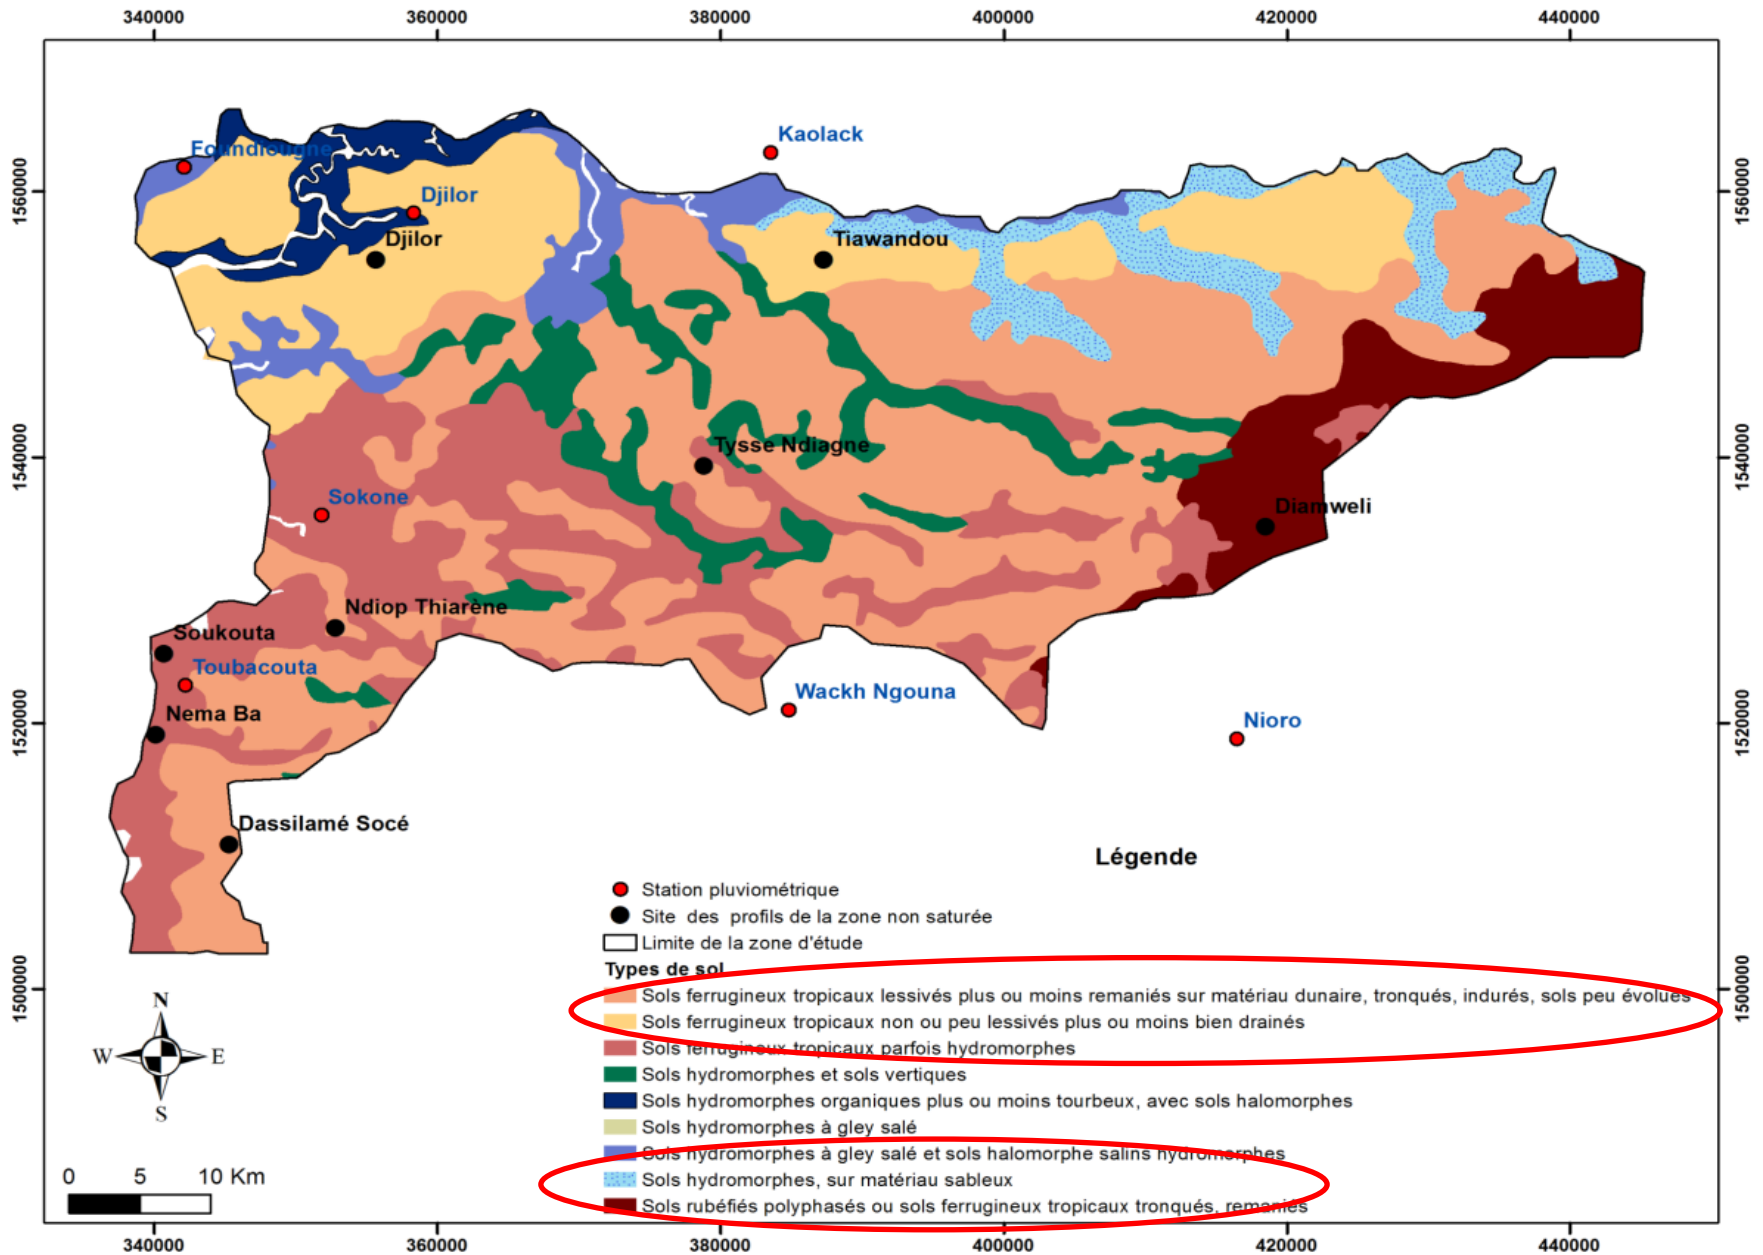 340000 360000 380000 400000 420000 440000
1560000
1540000
1520000
1500000
1560000
1540000
1520000
1500000
Kaolack
Foundiougne
Djilor
Djilor
Tiawandou
Tysse Ndiagne
Sokone
Diamweli
Ndiop Thiarène
Soukouta
Toubacouta
Wackh Ngouna
Nema Ba
Nioro
Dassilamé Socé
Légende
Station pluviométrique
Site des profils de la zone non saturée
Limite de la zone d'étude
Types de sol
Sols ferrugineux tropicaux lessivés plus ou moins remaniés sur matériau dunaire, tronqués, indurés, sols peu évolués
Sols ferrugineux tropicaux non ou peu lessivés plus ou moins bien drainés
Sols ferrugineux tropicaux parfois hydromorphes
Sols hydromorphes et sols vertiques
Sols hydromorphes organiques plus ou moins tourbeux, avec sols halomorphes
Sols hydromorphes à gley salé
Sols hydromorphes à gley salé et sols halomorphe salins hydromorphes
Sols hydromorphes, sur matériau sableux
Sols rubéfiés polyphasés ou sols ferrugineux tropicaux tronqués, remaniés
N
W E
S
0 5 10 Km
340000 360000 380000 400000 420000 440000